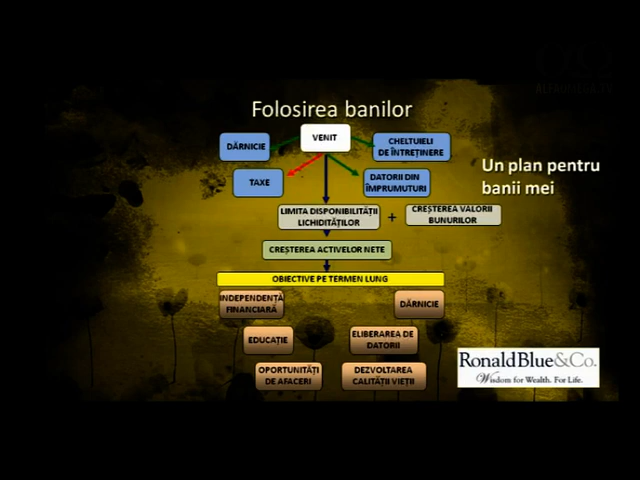 Folosirea banilor
VENIT
DĂRNICIE
CHELTUIELI
DE ÎNTREȚINERE
TAXE
DATORII DIN
ÎMPRUMUTURI
Un plan pentru
banii mei
LIMITA DISPONIBILITĂȚII
LICHIDITĂȚILOR
+
CREȘTEREA VALORII
BUNURILOR
CREȘTEREA ACTIVELOR NETE
OBIECTIVE PE TERMEN LUNG
INDEPENDENȚĂ
FINANCIARĂ
DĂRNICIE
EDUCAȚIE
ELIBERAREA DE
DATORII
OPORTUNITĂȚI
DE AFACERI
DEZVOLTAREA
CALITĂȚII VIEȚII
RonaldBlue&Co.
Wisdom for Wealth. For Life.